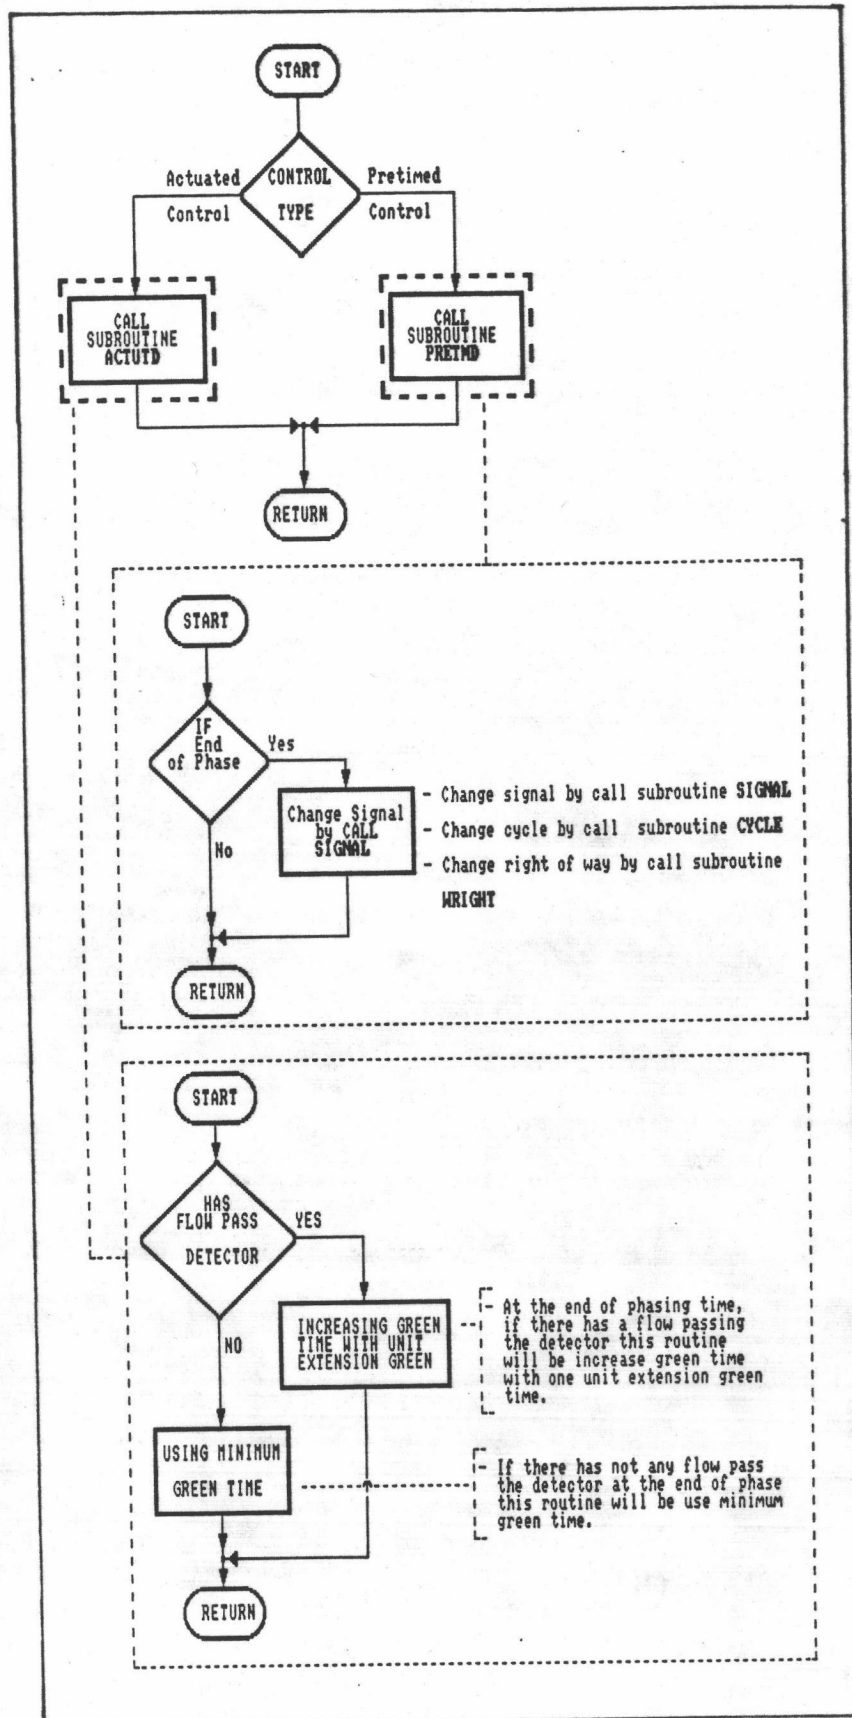 START
CONTROL
TYPE
Actuated
Control
Pretimed
Control
CALL
SUBROUTINE
ACTUTD
CALL
SUBROUTINE
PRETMD
RETURN
START
IF
End
of Phase
Yes
No
Change Signal
by CALL
SIGNAL
- Change signal by call subroutine SIGNAL
- Change cycle by call subroutine CYCLE
- Change right of way by call subroutine
WRIGHT
RETURN
START
HAS
FLOW PASS
DETECTOR
YES
NO
INCREASING GREEN
TIME WITH UNIT
EXTENSION GREEN
- At the end of phasing time,
if there has a flow passing
the detector this routine
will be increase green time
with one unit extension green
time.
USING MINIMUM
GREEN TIME
- If there has not any flow pass
the detector at the end of phase
this routine will be use minimum
green time.
RETURN